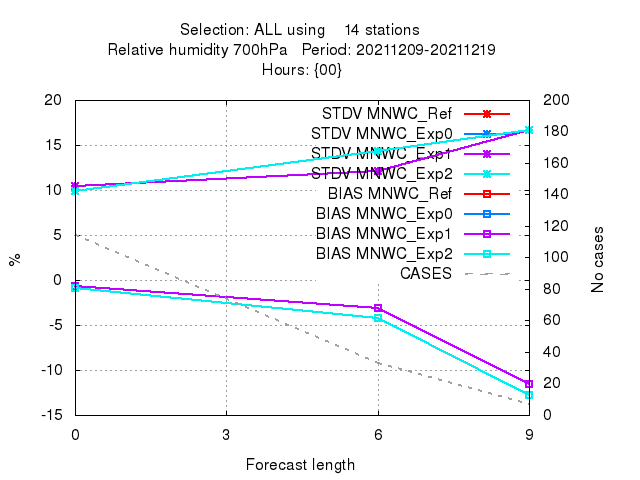 Selection: ALL using 14 stations
Relative humidity 700hPa Period: 20211209-20211219
Hours: {00}
20 200
15 180
10 160
5 140
0 120
-5 100
-10 80
-15 60
40
20
0
STDV MNWC_Ref
STDV MNWC_Exp0
STDV MNWC_Exp1
STDV MNWC_Exp2
BIAS MNWC_Ref
BIAS MNWC_Exp0
BIAS MNWC_Exp1
BIAS MNWC_Exp2
CASES
%
No cases
0 3 6 9
Forecast length